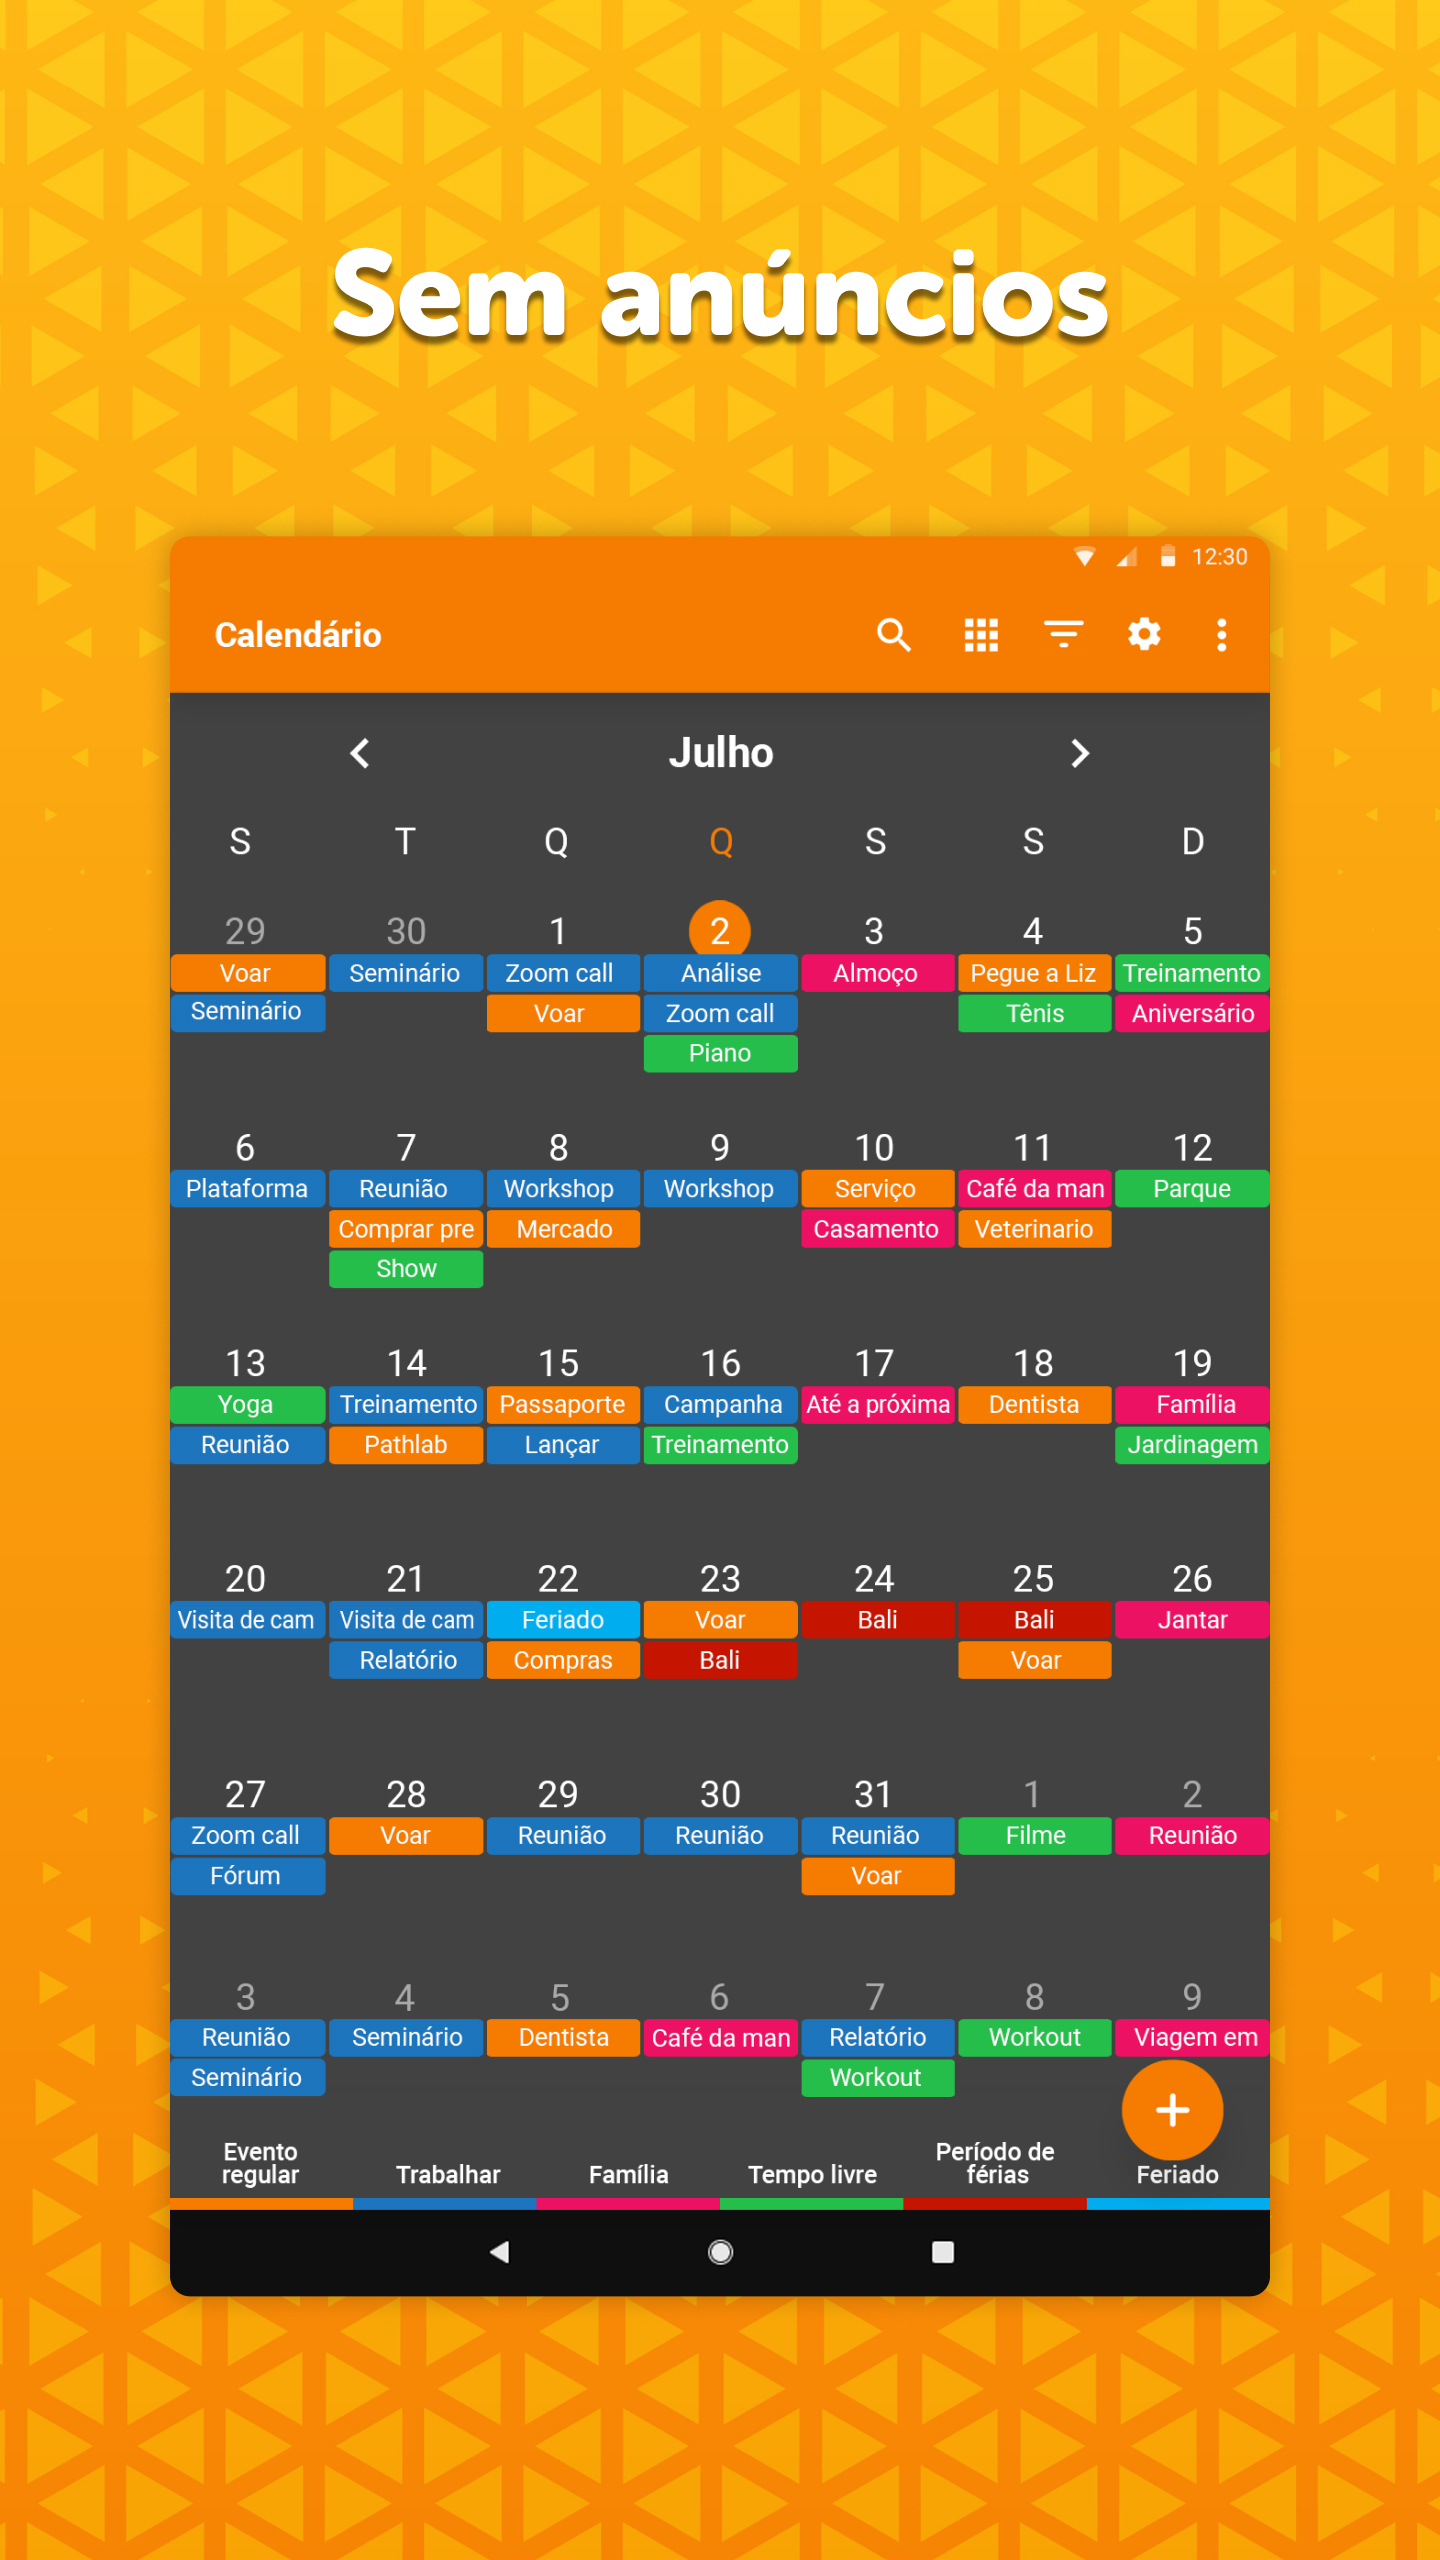 Sem anúncios
12:30
Calendário
Julho
S T Q Q S S D
29 30 1 2 3 4 5
Voar Seminário Zoom call Análise Almoço Pegue a Liz Treinamento
Seminário Voar Zoom call Tênis Aniversário
Piano
6 7 8 9 10 11 12
Plataforma Reunião Workshop Workshop Serviço Café da man Parque
Comprar pre Mercado Casamento Veterinario
Show
13 14 15 16 17 18 19
Yoga Treinamento Passaporte Campanha Até a próxima Dentista Família
Reunião Pathlab Lançar Treinamento Jardinagem
20 21 22 23 24 25 26
Visita de cam Visita de cam Feriado Voar Bali Bali Jantar
Relatório Compras Bali Voar
27 28 29 30 31 1 2
Zoom call Voar Reunião Reunião Reunião Filme Reunião
Fórum Voar
3 4 5 6 7 8 9
Reunião Seminário Dentista Café da man Relatório Workout Viagem em
Seminário Workout
Evento
regular
Trabalhar
Família
Tempo livre
Período de
férias
Feriado